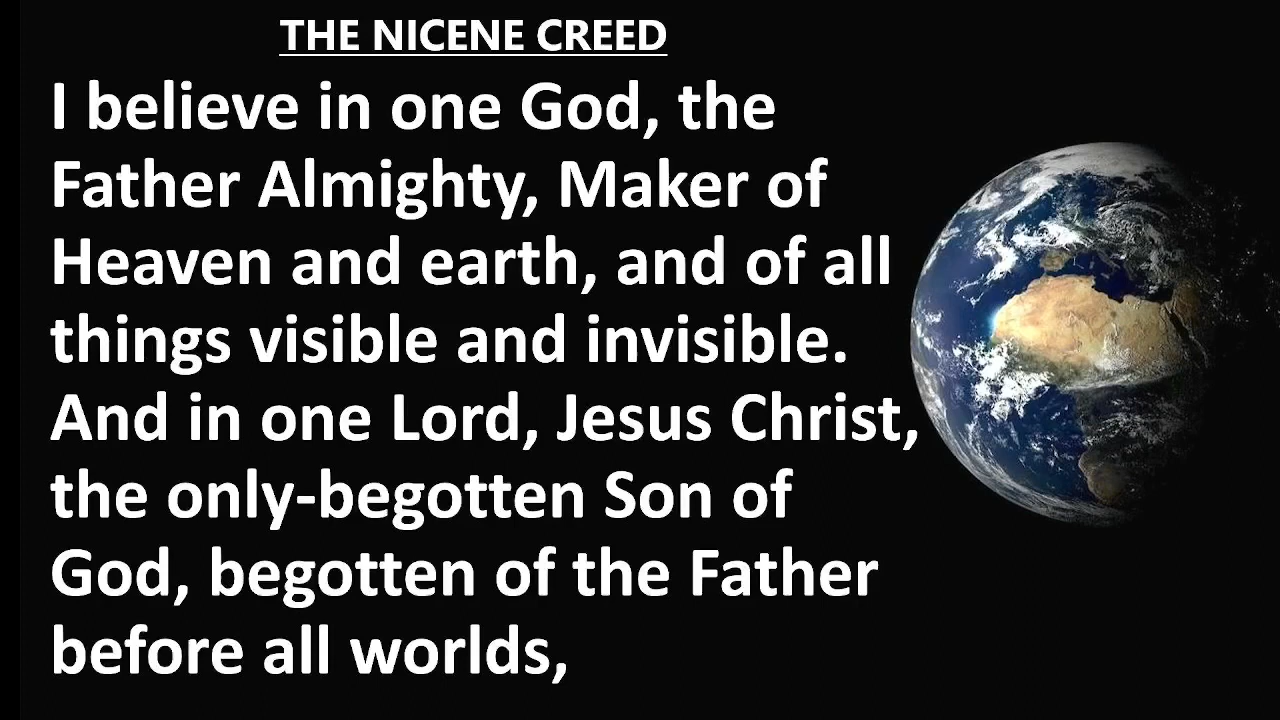 THE NICENE CREED
I believe in one God, the
Father Almighty, Maker of
Heaven and earth, and of all
things visible and invisible.
And in one Lord, Jesus Christ,
the only-begotten Son of
God, begotten of the Father
before all worlds,